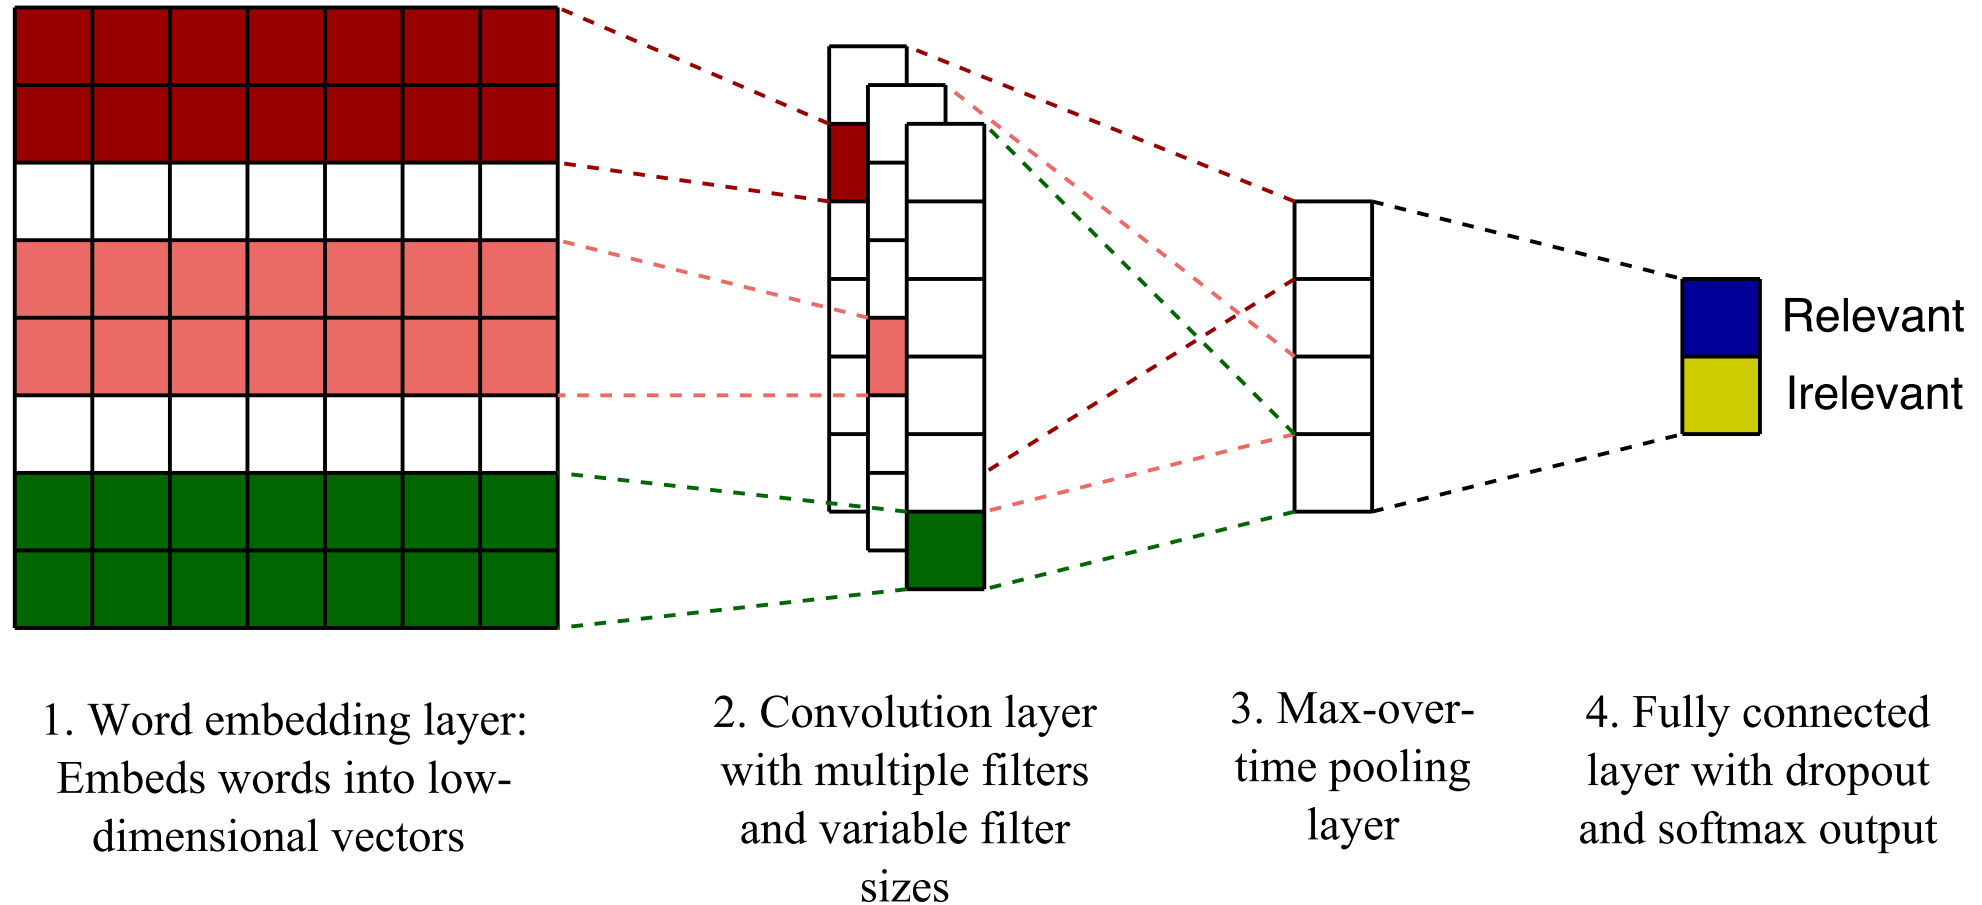 Relevant
Irelevant
1. Word embedding layer:
Embeds words into low-
dimensional vectors
2. Convolution layer
with multiple filters
and variable filter
sizes
3. Max-over-
time pooling
layer
4. Fully connected
layer with dropout
and softmax output